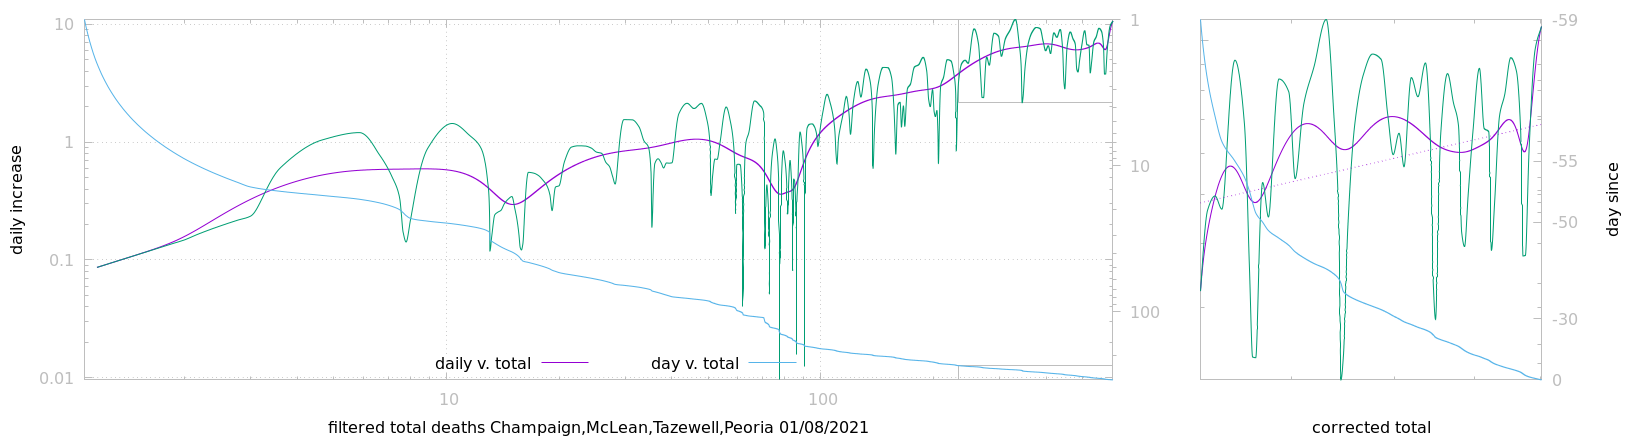 10
1
0.1
0.01
daily increase
daily v. total
day v. total
10
100
1
10
100
filtered total deaths Champaign,McLean,Tazewell,Peoria 01/08/2021
-59
-55
-50
-30
0
day since
corrected total